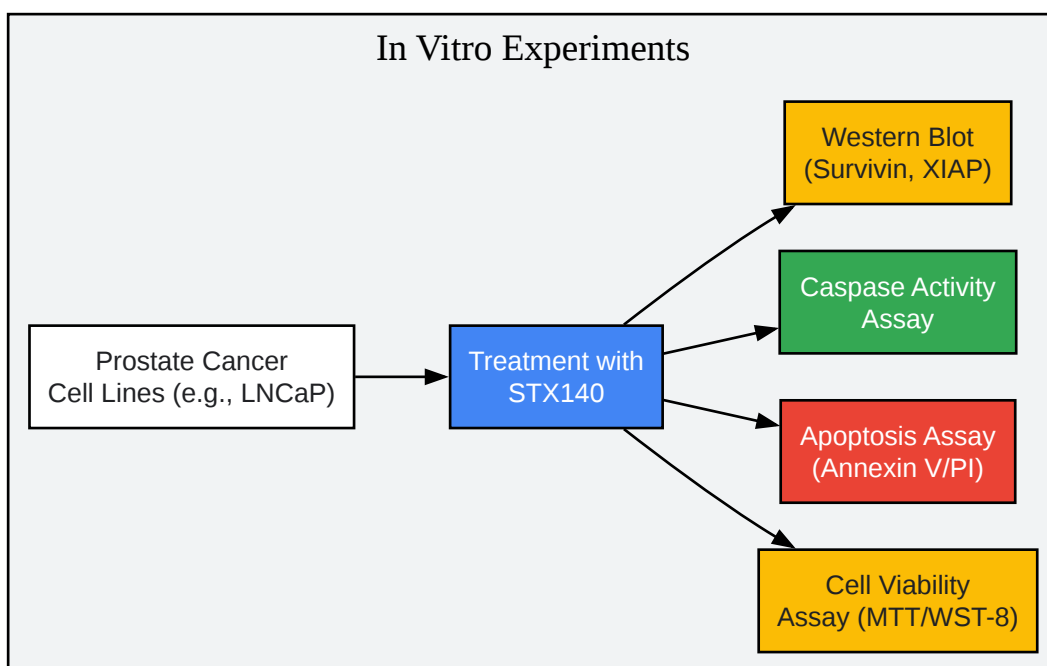 In Vitro Experiments
Prostate Cancer
Cell Lines (e.g., LNCaP)
Treatment with
STX140
Western Blot
(Survivin, XIAP)
Caspase Activity
Assay
Apoptosis Assay
(Annexin V/PI)
Cell Viability
Assay (MTT/WST-8)